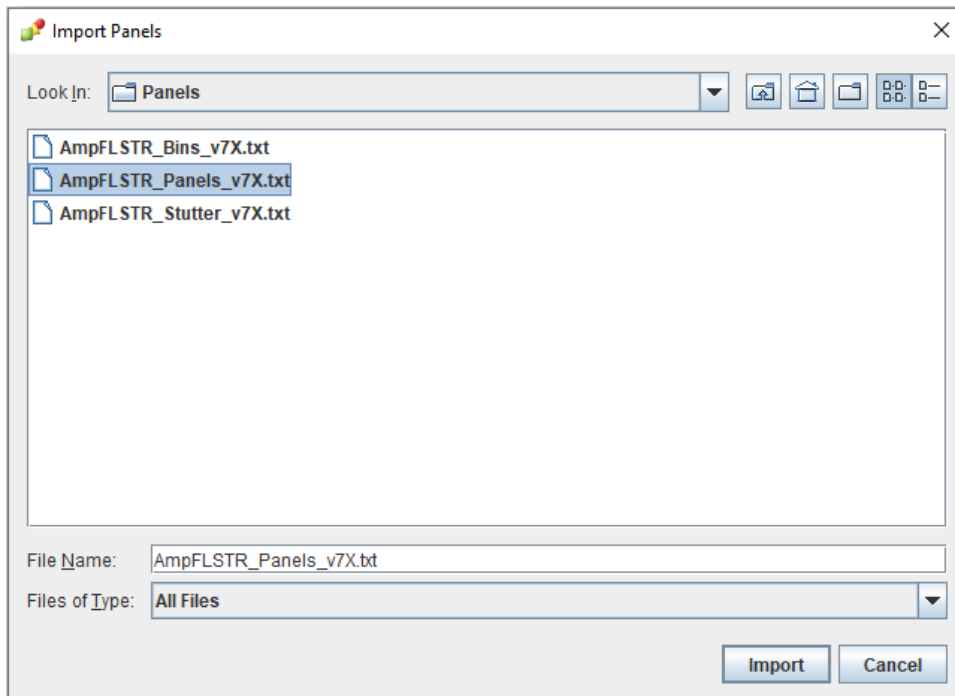 Import Panels
Look In: Panels
AmpFLSTR_Bins_v7X.txt
AmpFLSTR_Panels_v7X.txt
AmpFLSTR_Stutter_v7X.txt
File Name: AmpFLSTR_Panels_v7X.txt
Files of Type: All Files
Import Cancel